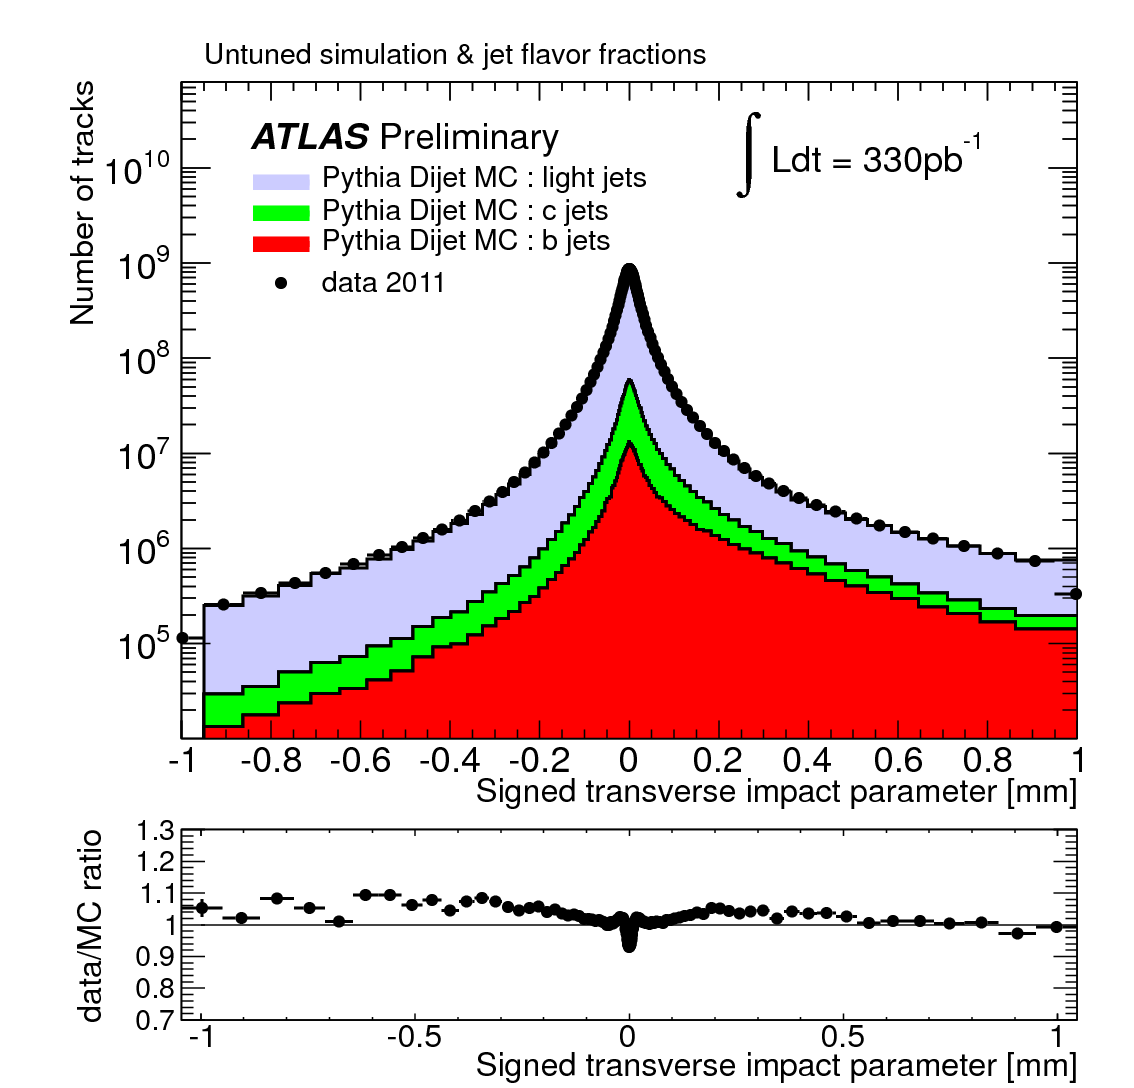 Untuned simulation & jet flavor fractions
Number of tracks
ATLAS Preliminary
∫ Ldt = 330pb⁻¹
Pythia Dijet MC : light jets
Pythia Dijet MC : c jets
Pythia Dijet MC : b jets
data 2011
10¹⁰
10⁹
10⁸
10⁷
10⁶
10⁵
-1 -0.8 -0.6 -0.4 -0.2 0 0.2 0.4 0.6 0.8 1
Signed transverse impact parameter [mm]
data/MC ratio
1.3
1.2
1.1
1
0.9
0.8
0.7
-1 -0.5 0 0.5 1
Signed transverse impact parameter [mm]